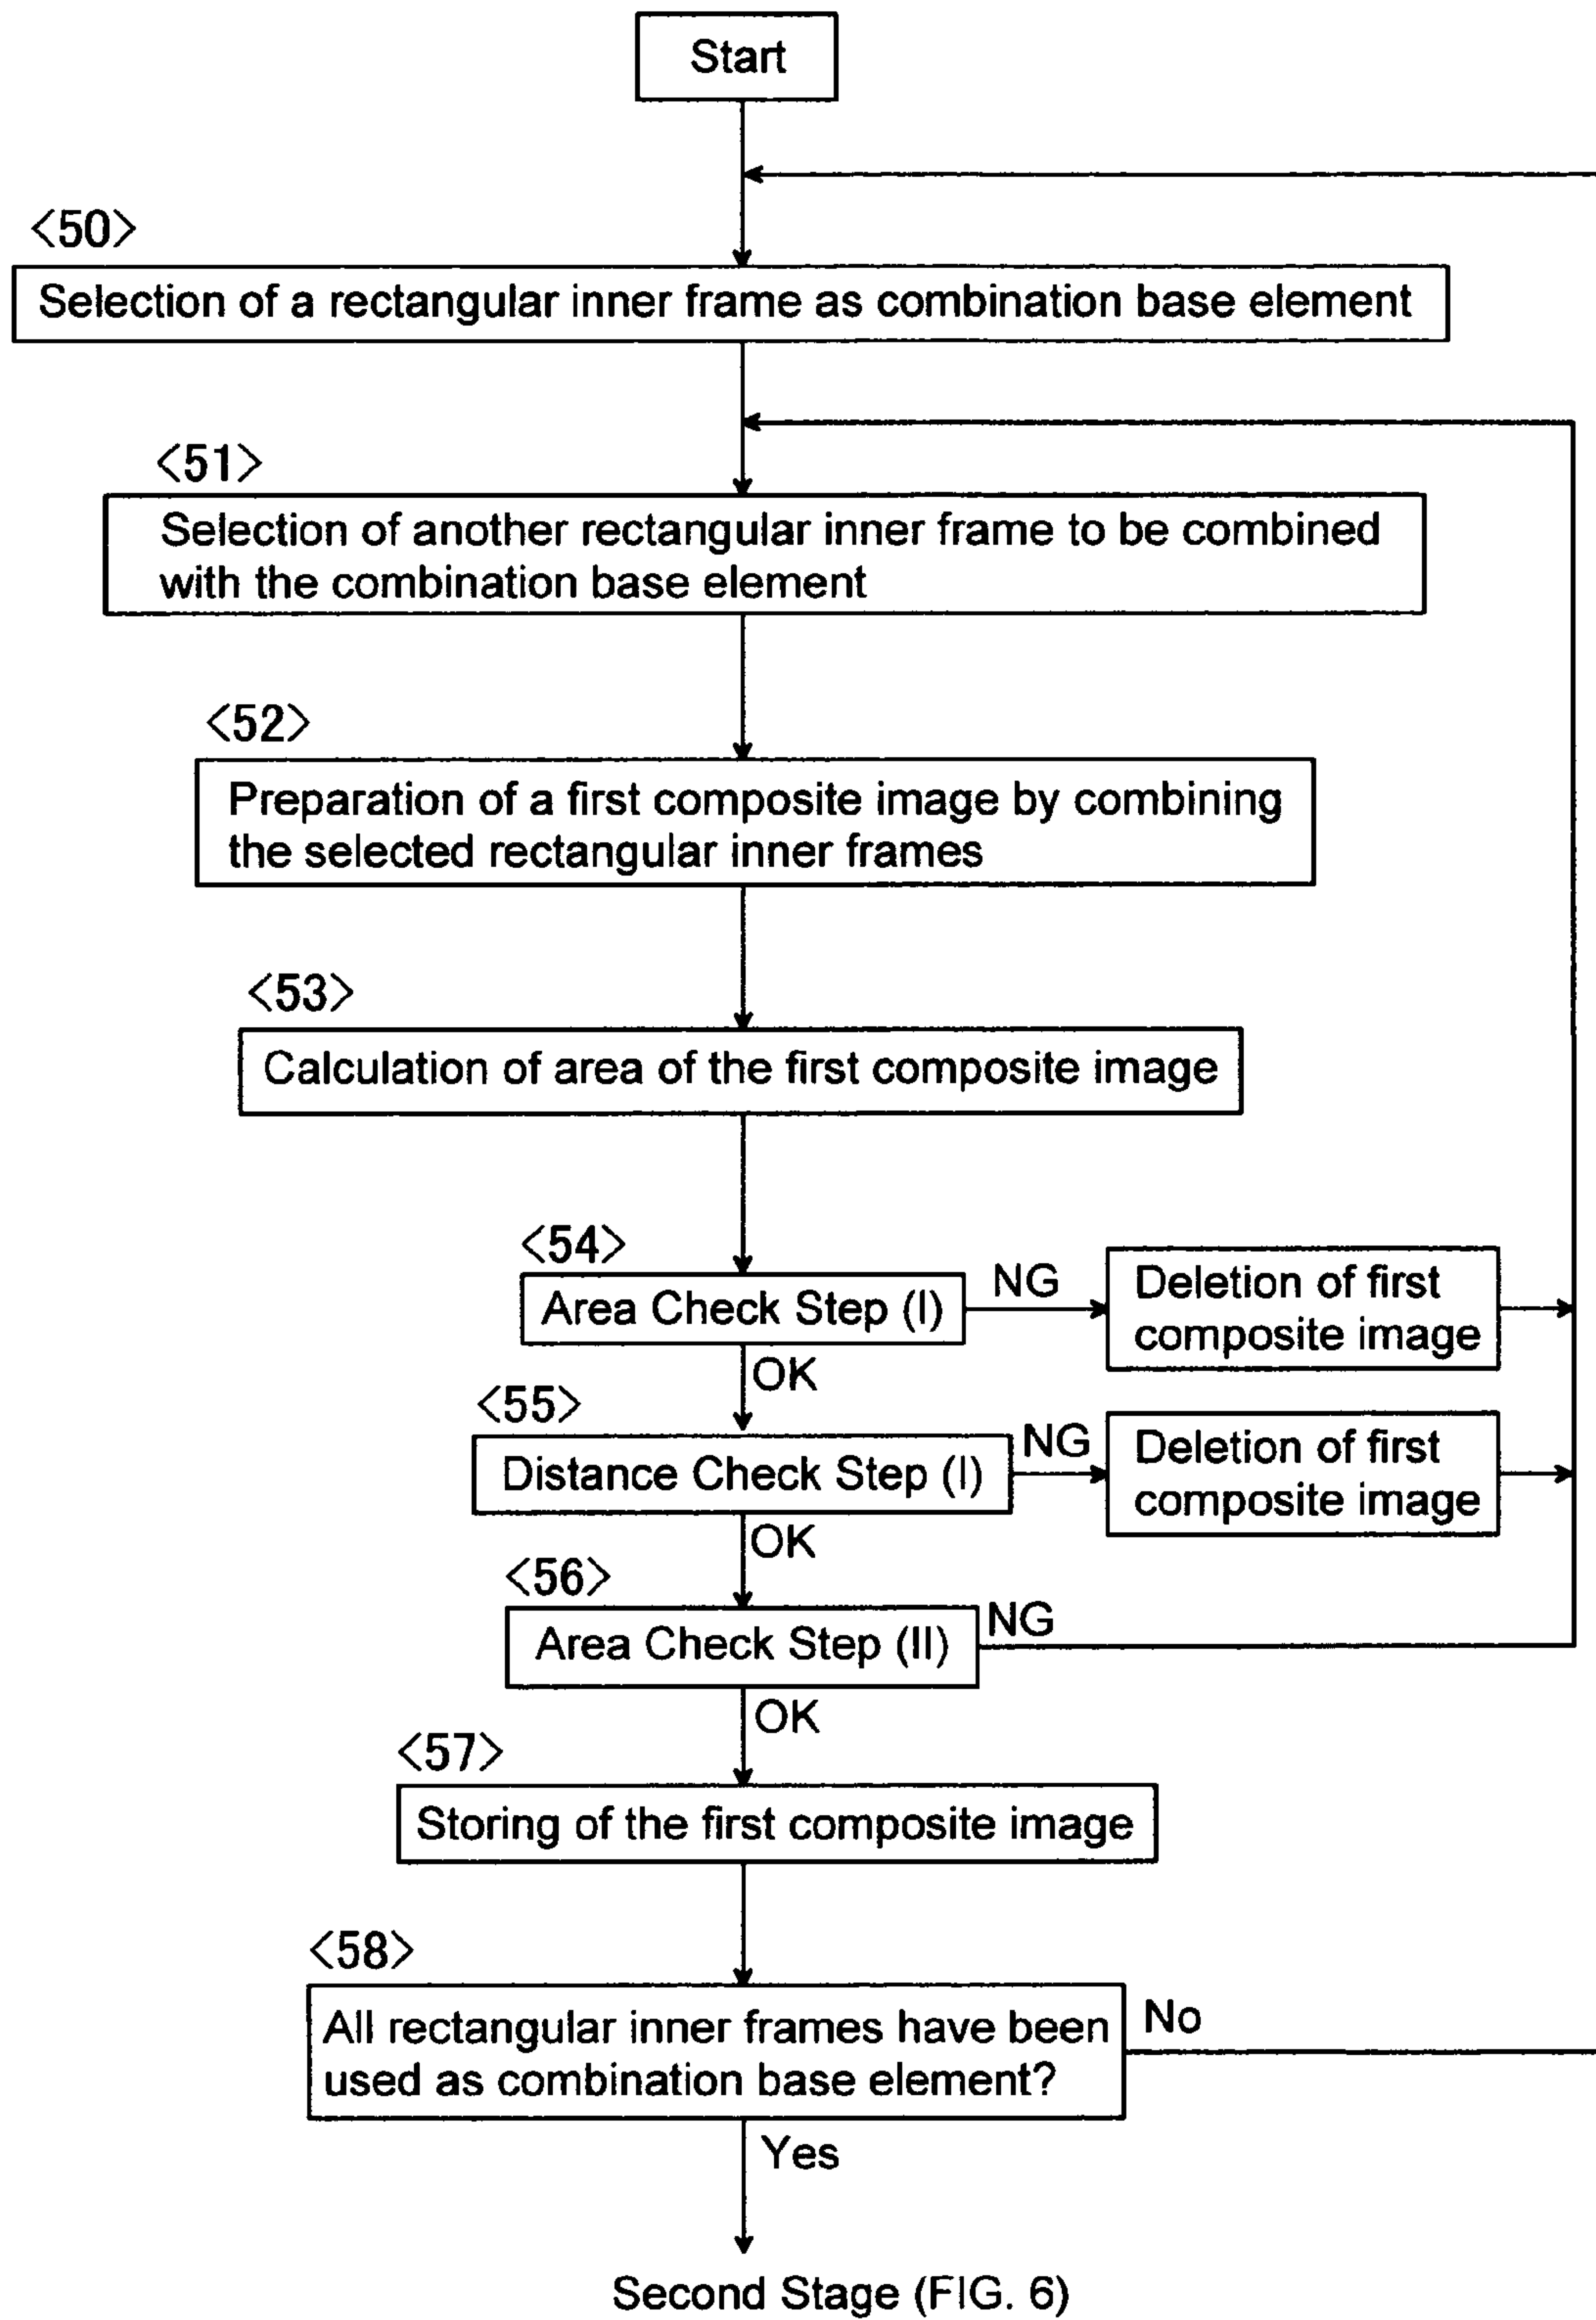 Start
<50>
Selection of a rectangular inner frame as combination base element
<51>
Selection of another rectangular inner frame to be combined
with the combination base element
<52>
Preparation of a first composite image by combining
the selected rectangular inner frames
<53>
Calculation of area of the first composite image
<54>
Area Check Step (I)
NG
Deletion of first
composite image
OK
<55>
Distance Check Step (I)
NG
Deletion of first
composite image
OK
<56>
Area Check Step (II)
NG
OK
<57>
Storing of the first composite image
<58>
All rectangular inner frames have been
used as combination base element?
No
Yes
Second Stage (FIG. 6)